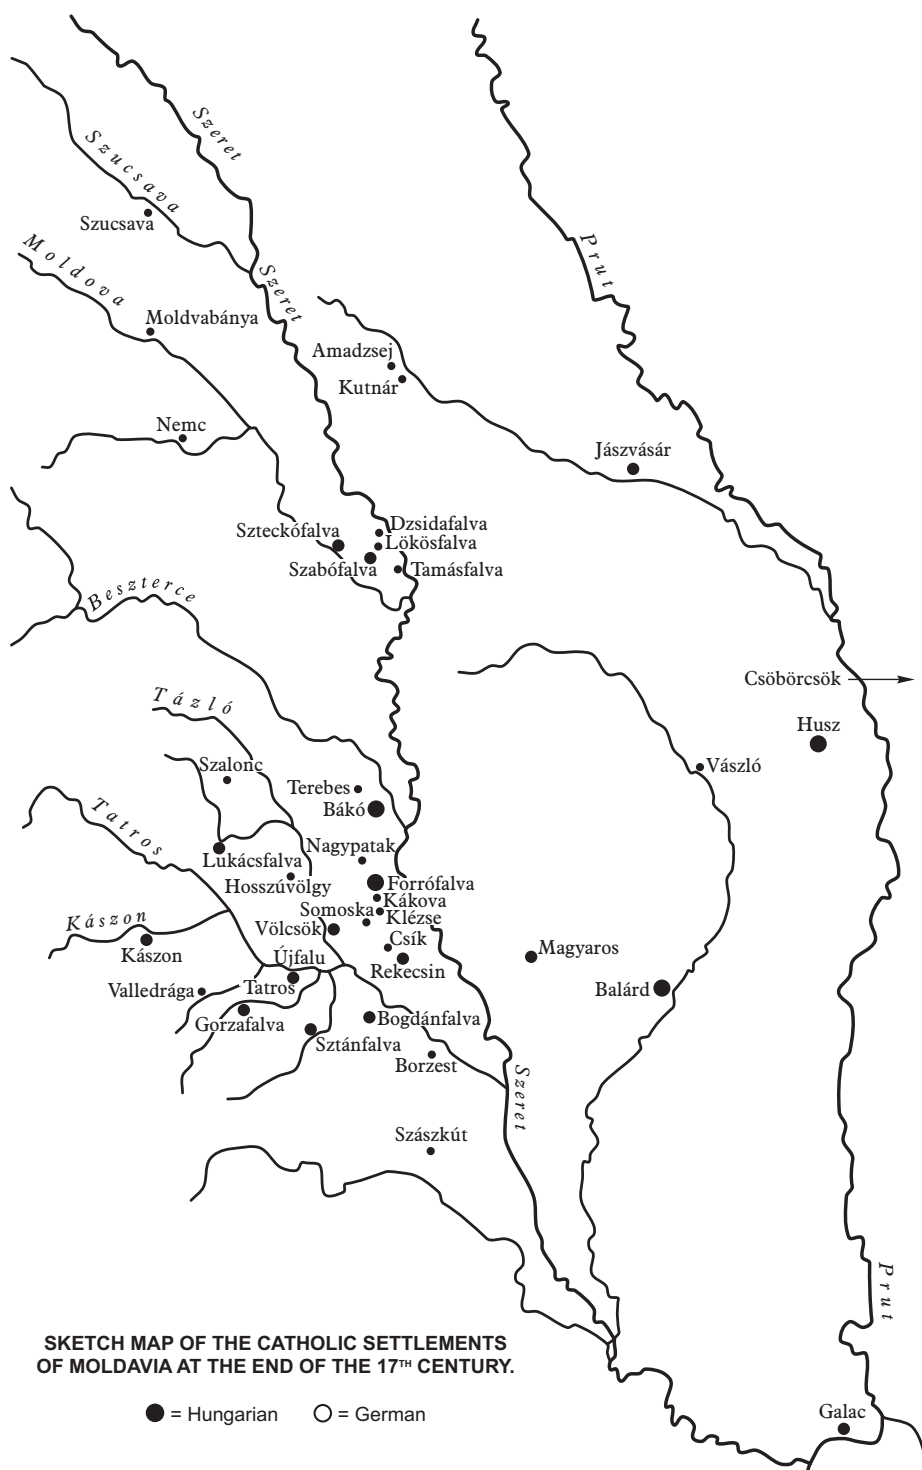 Szeret
Szucsava
Szucsava
Prut
Moldova
Szeret
Moldvabánya
Amadzsej
Kutnár
Nemc
Jászvásár
Dzsidafalva
Szteckófalva
Lökösfalva
Szabófalva
Tamásfalva
Beszterce
Csöbörcsök
Tázló
Husz
Szalonc
Vászló
Terebes
Bákó
Tatros
Nagypatak
Lukácsfalva
Hosszúvölgy
Forrófalva
Kákova
Somoska
Klézse
Kászon
Völcsök
Csík
Magyaros
Kászon
Újfalu
Rekecsin
Valledrága
Tatros
Balárd
Gorzafalva
Bogdánfalva
Sztánfalva
Borzest
Szeret
Szászkút
Prut
SKETCH MAP OF THE CATHOLIC SETTLEMENTS
OF MOLDAVIA AT THE END OF THE 17TH CENTURY.
= Hungarian = German
Galac